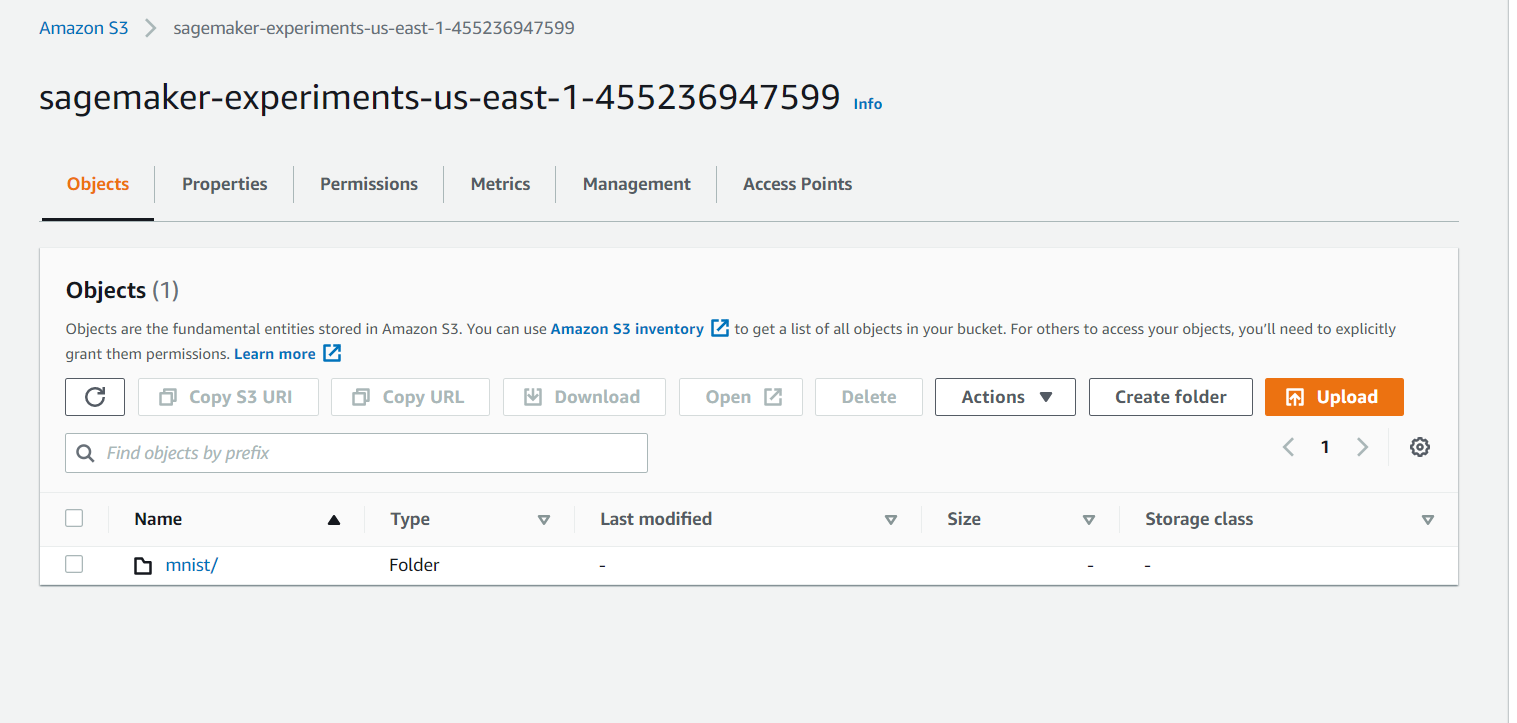 Amazon S3 > sagemaker-experiments-us-east-1-455236947599
sagemaker-experiments-us-east-1-455236947599 Info
Objects Properties Permissions Metrics Management Access Points
Objects (1)
Objects are the fundamental entities stored in Amazon S3. You can use Amazon S3 inventory to get a list of all objects in your bucket. For others to access your objects, you'll need to explicitly
grant them permissions. Learn more
Copy S3 URI Copy URL Download Open Delete Actions Create folder Upload
Find objects by prefix 1
Name Type Last modified Size Storage class
mnist/ Folder - - -